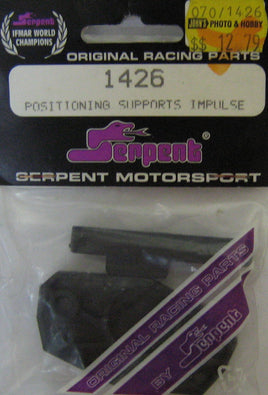 Serpent
IFMAR WORLD
CHAMPIONS
070/1426
JOHN'S PHOTO & HOBBY
$$ 12.79
ORIGINAL RACING PARTS
1426
POSITIONING SUPPORTS IMPULSE
Serpent®
SERPENT MOTORSPORT
ORIGINAL RACING PARTS
BY Serpent